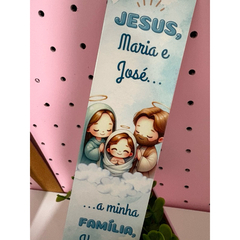 JESUS,
Maria e
José...
...a minha
FAMÍLIA,